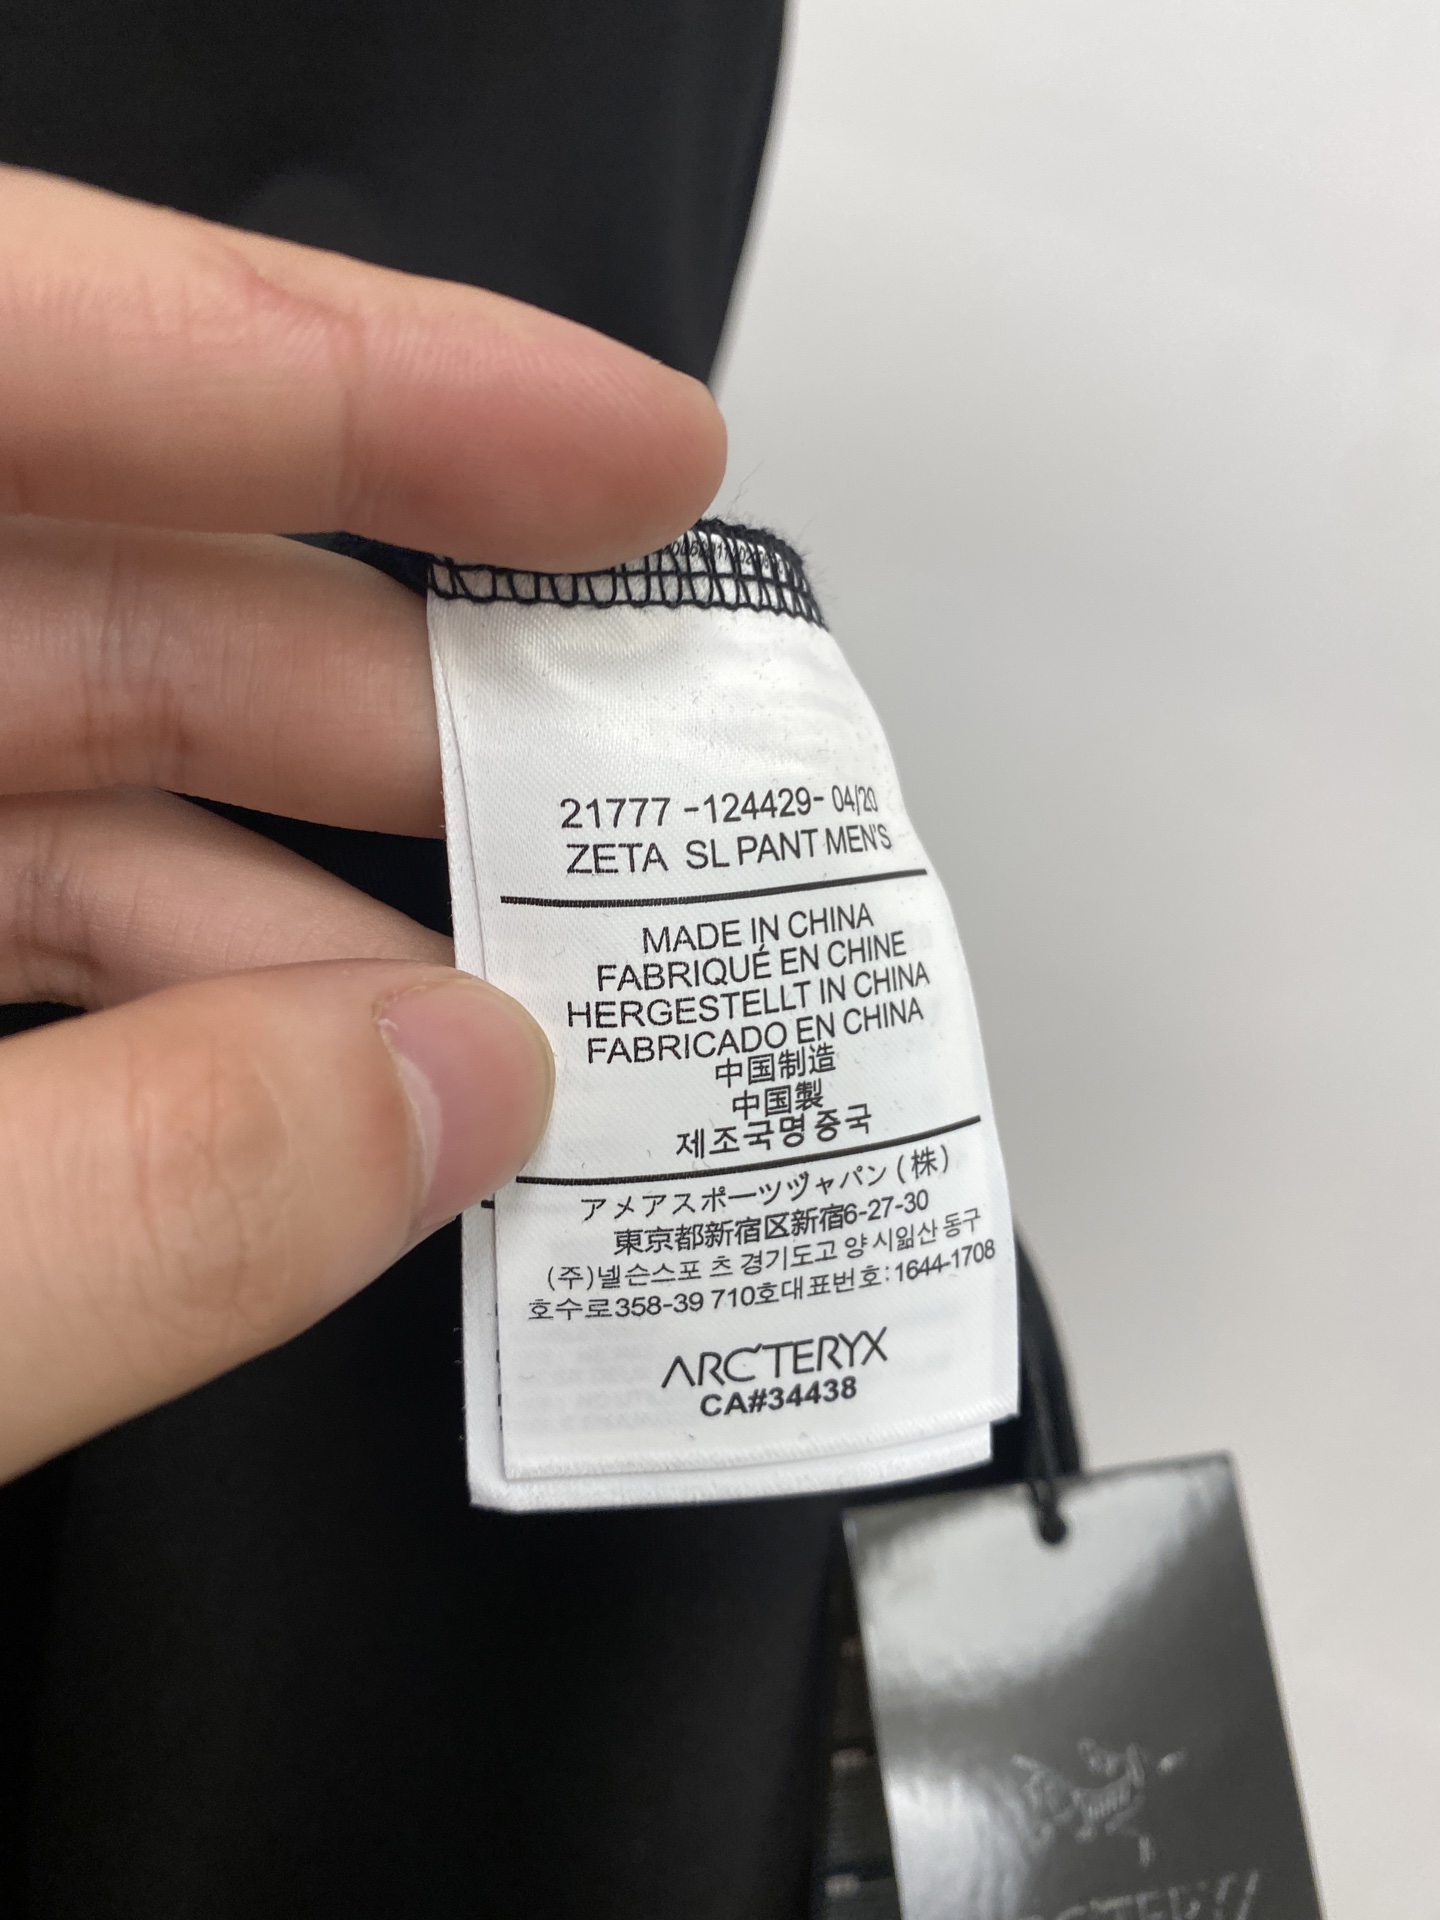 21777 -124429- 04/20
ZETA SL PANT MEN'S
MADE IN CHINA
FABRIQUÉ EN CHINE
HERGESTELLT IN CHINA
FABRICADO EN CHINA
中国制造
中国製
제조국명중국
アメアスポーツヅャパン(株)
東京都新宿区新宿6-27-30
(주)넬슨스포 츠 경기도고 양시일산 동구
호수로358-39 710호대표번호:1644-1708
ARC'TERYX
CA#34438